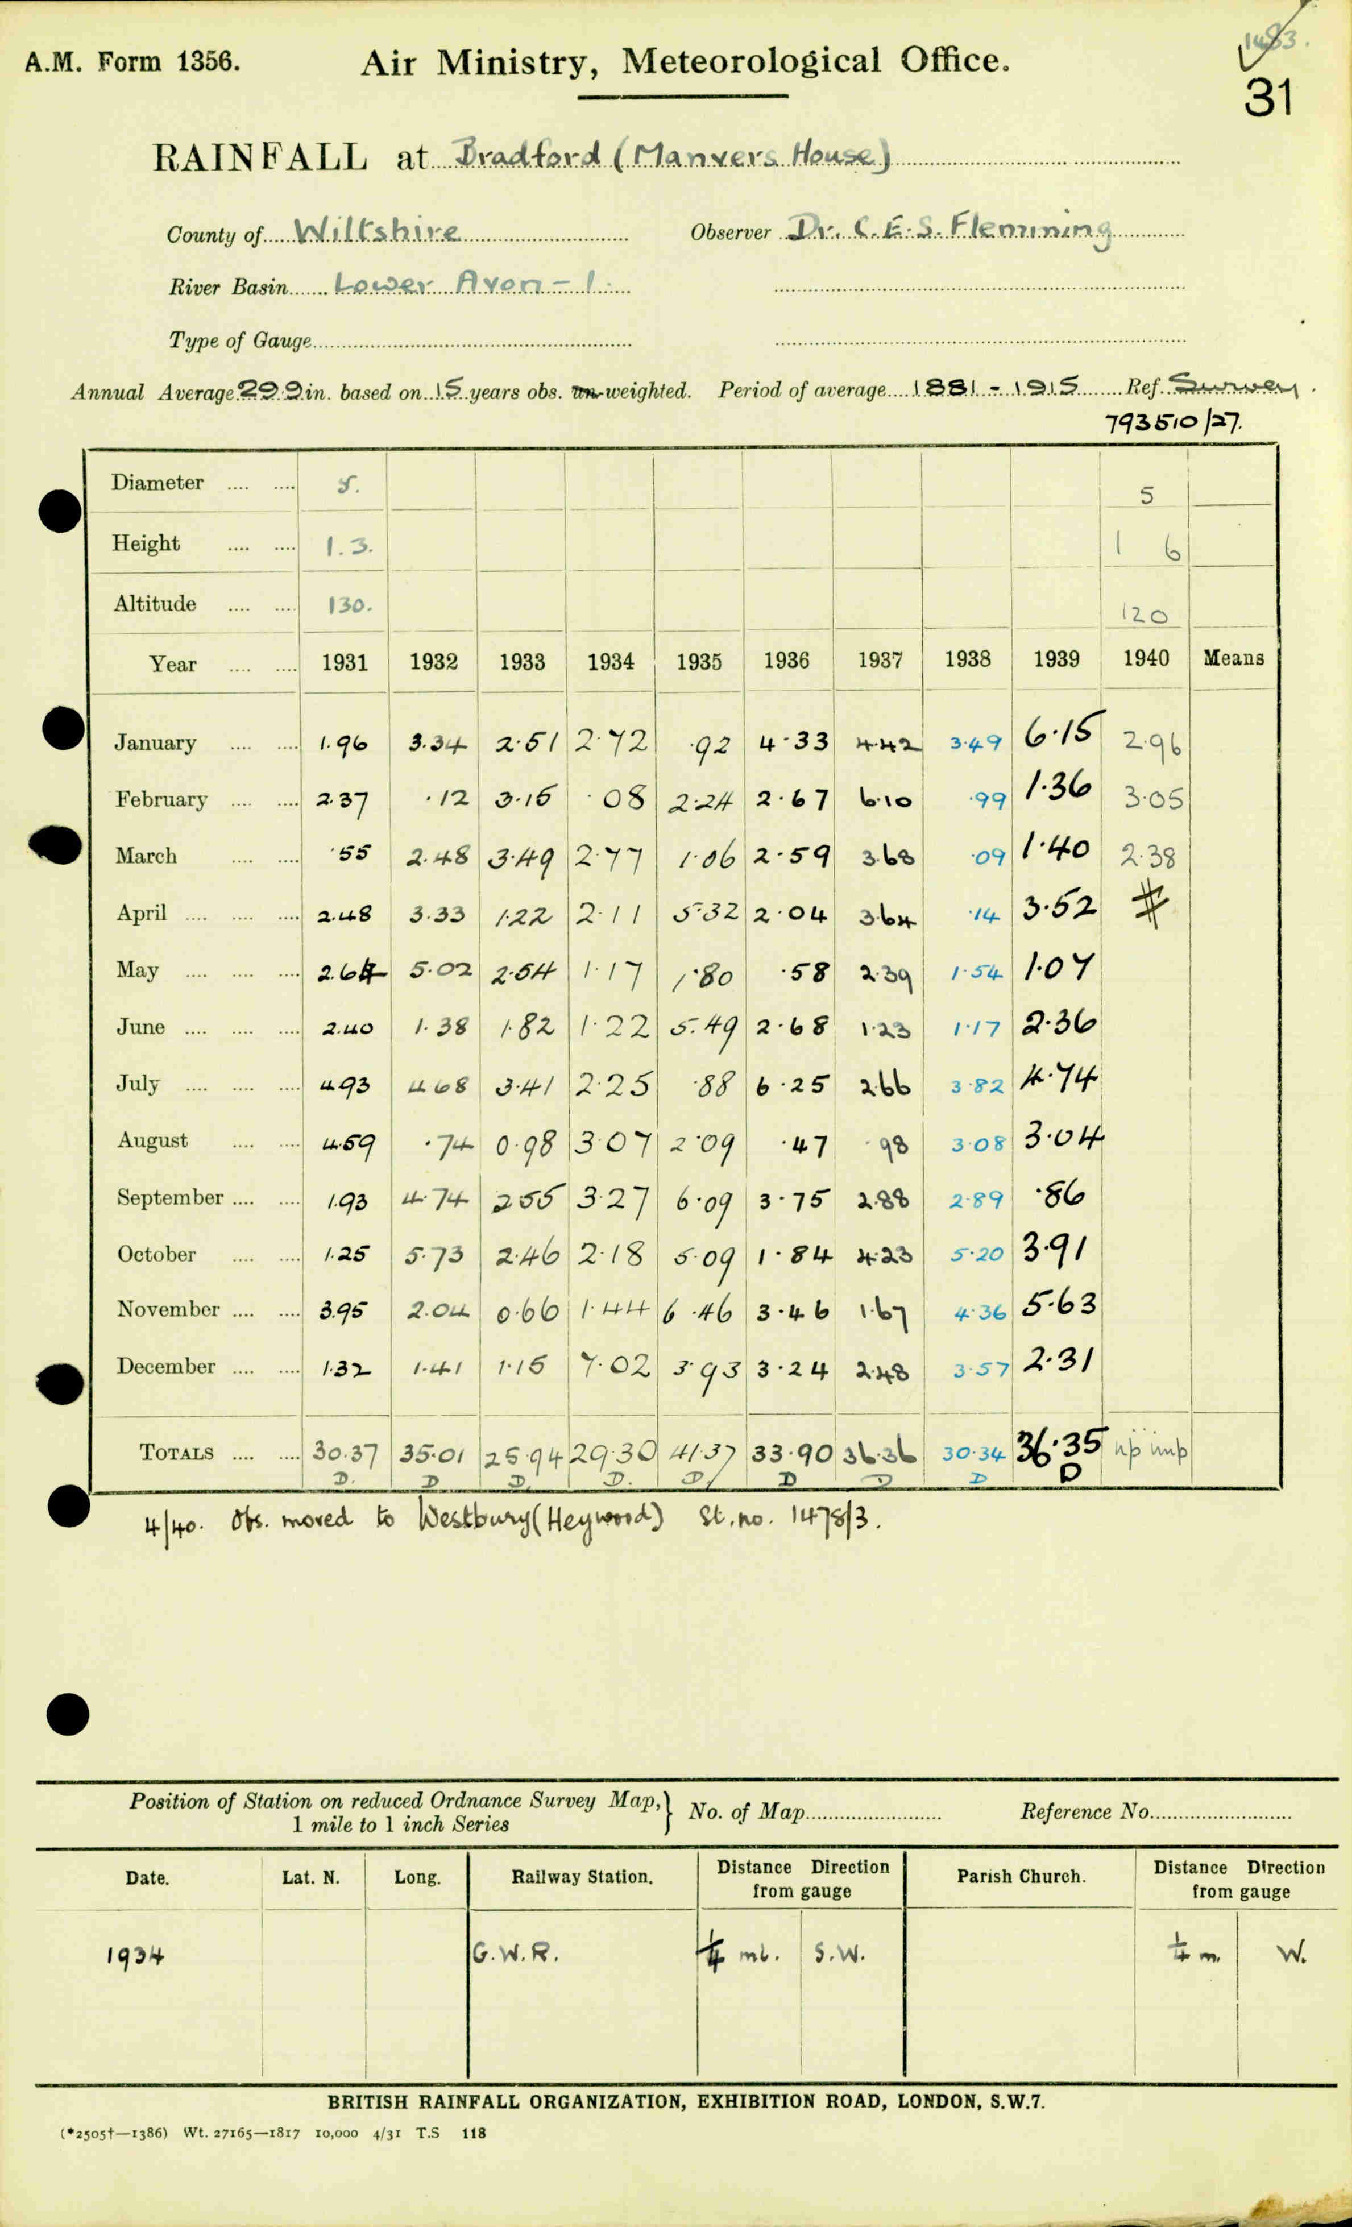 1483.
A.M. Form 1356. Air Ministry, Meteorological Office.
31
RAINFALL at Bradford (Manvers House)
County of Wiltshire Observer Dr. C.E.S. Flemming
River Basin Lower Avon - 1.
Type of Gauge
Annual Average 29.9 in. based on 15 years obs. un-weighted. Period of average 1881 - 1915 Ref. Survey.
793510/27.
Diameter .... .... 5. 5
Height .... .... 1.3. 1 6
Altitude .... .... 130. 120
Year .... .... 1931 1932 1933 1934 1935 1936 1937 1938 1939 1940 Means
January .... .... 1.96 3.34 2.51 2.72 .92 4.33 4.42 3.49 6.15 2.96
February .... .... 2.37 .12 3.15 .08 2.24 2.67 6.10 .99 1.36 3.05
March .... .... .55 2.48 3.49 2.77 1.06 2.59 3.68 .09 1.40 2.38
April .... .... .... 2.48 3.33 1.22 2.11 5.32 2.04 3.64 .14 3.52 #
May .... .... .... 2.64 5.02 2.54 1.17 1.80 .58 2.39 1.54 1.07
June .... .... .... 2.40 1.38 1.82 1.22 5.49 2.68 1.23 1.17 2.36
July .... .... .... 4.93 4.68 3.41 2.25 .88 6.25 2.66 3.82 4.74
August .... .... 4.59 .74 0.98 3.07 2.09 .47 .98 3.08 3.04
September .... .... 1.93 4.74 2.55 3.27 6.09 3.75 2.88 2.89 .86
October .... .... 1.25 5.73 2.46 2.18 5.09 1.84 4.23 5.20 3.91
November .... .... 3.95 2.04 0.66 1.44 6.46 3.46 1.67 4.36 5.63
December .... .... 1.32 1.41 1.15 7.02 3.93 3.24 2.48 3.57 2.31
TOTALS .... .... 30.37 35.01 25.94 29.30 41.37 33.90 36.36 30.34 36.35 np imp
D. D D. D. D. D D D D
4/40. Obs. moved to Westbury (Heywood) St. no. 1478/3.
Position of Station on reduced Ordnance Survey Map, } No. of Map Reference No.
1 mile to 1 inch Series
Date. Lat. N. Long. Railway Station. Distance Direction from gauge Parish Church. Distance Direction from gauge
1934 G.W.R. 1/4 ml. S.W. 1/4 m. W.
BRITISH RAINFALL ORGANIZATION, EXHIBITION ROAD, LONDON, S.W.7.
(*2505†—1386) Wt. 27165—1817 10,000 4/31 T.S 118